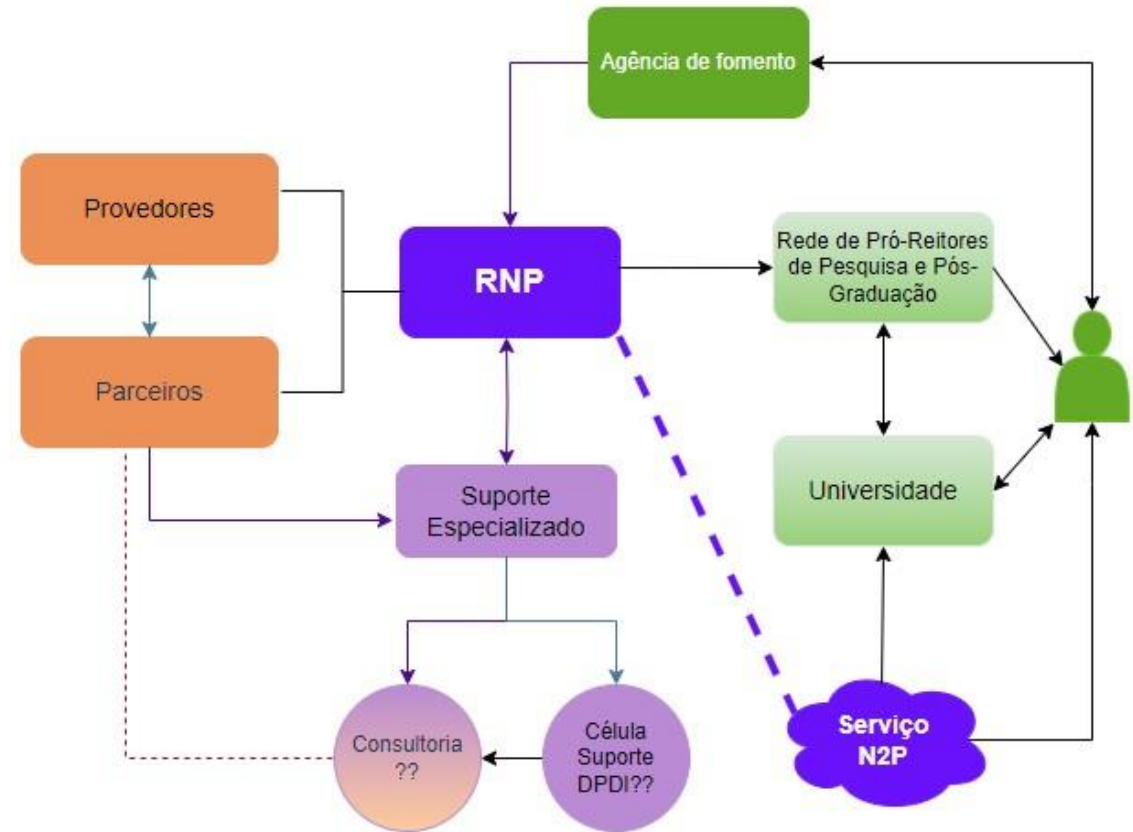 Agência de fomento
Provedores
RNP
Rede de Pró-Reitores
de Pesquisa e Pós-
Graduação
Parceiros
Suporte
Especializado
Universidade
Consultoria
??
Célula
Suporte
DPDI??
Serviço
N2P